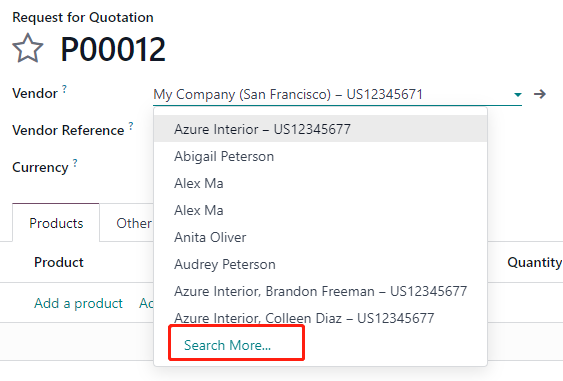 Request for Quotation
P00012
Vendor ?
My Company (San Francisco) – US12345671
Vendor Reference ?
Currency ?
Azure Interior – US12345677
Abigail Peterson
Alex Ma
Alex Ma
Anita Oliver
Audrey Peterson
Azure Interior, Brandon Freeman – US12345677
Azure Interior, Colleen Diaz – US12345677
Search More...
Products
Other
Product
Quantity
Add a product